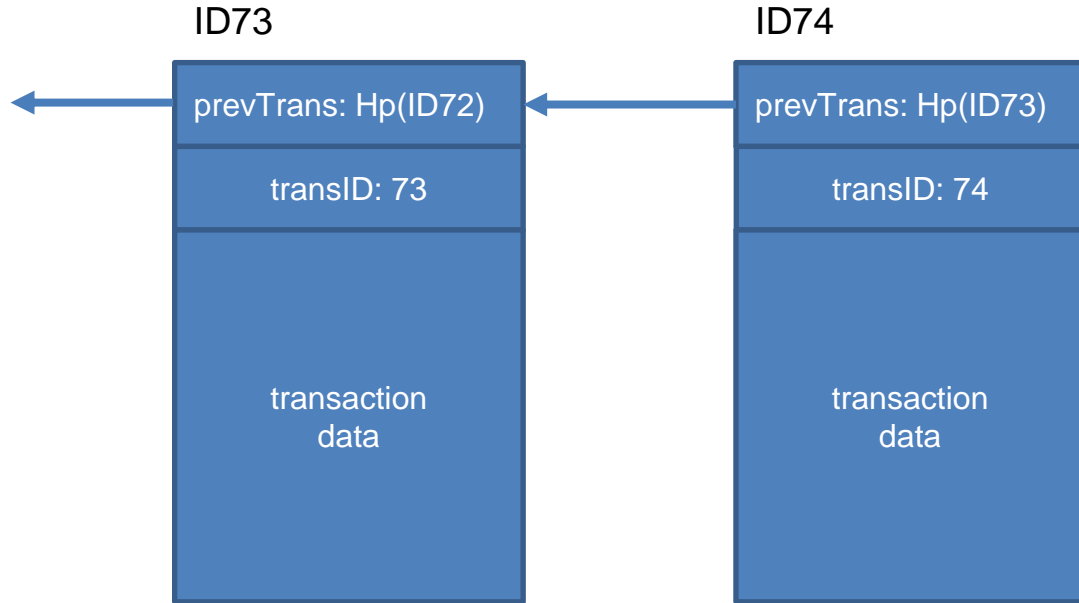 ID73
ID74
prevTrans: Hp(ID72)
prevTrans: Hp(ID73)
transID: 73
transID: 74
transaction
data
transaction
data